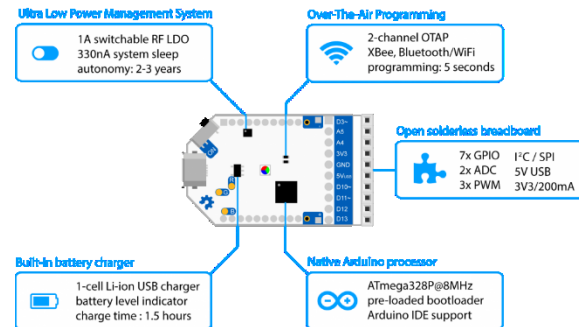 Ultra Low Power Management System
1A switchable RF LDO
330nA system sleep
autonomy: 2-3 years
Over-The-Air Programming
2-channel OTAP
XBee, Bluetooth/WiFi
programming: 5 seconds
D3~
A5
A4
3V3
GND
5Vusb
D10~
D11~
D12
D13
ON
Open solderless breadboard
7x GPIO I²C / SPI
2x ADC 5V USB
3x PWM 3V3/200mA
Built-in battery charger
1-cell Li-ion USB charger
battery level indicator
charge time : 1.5 hours
Native Arduino processor
ATmega328P@8MHz
pre-loaded bootloader
Arduino IDE support